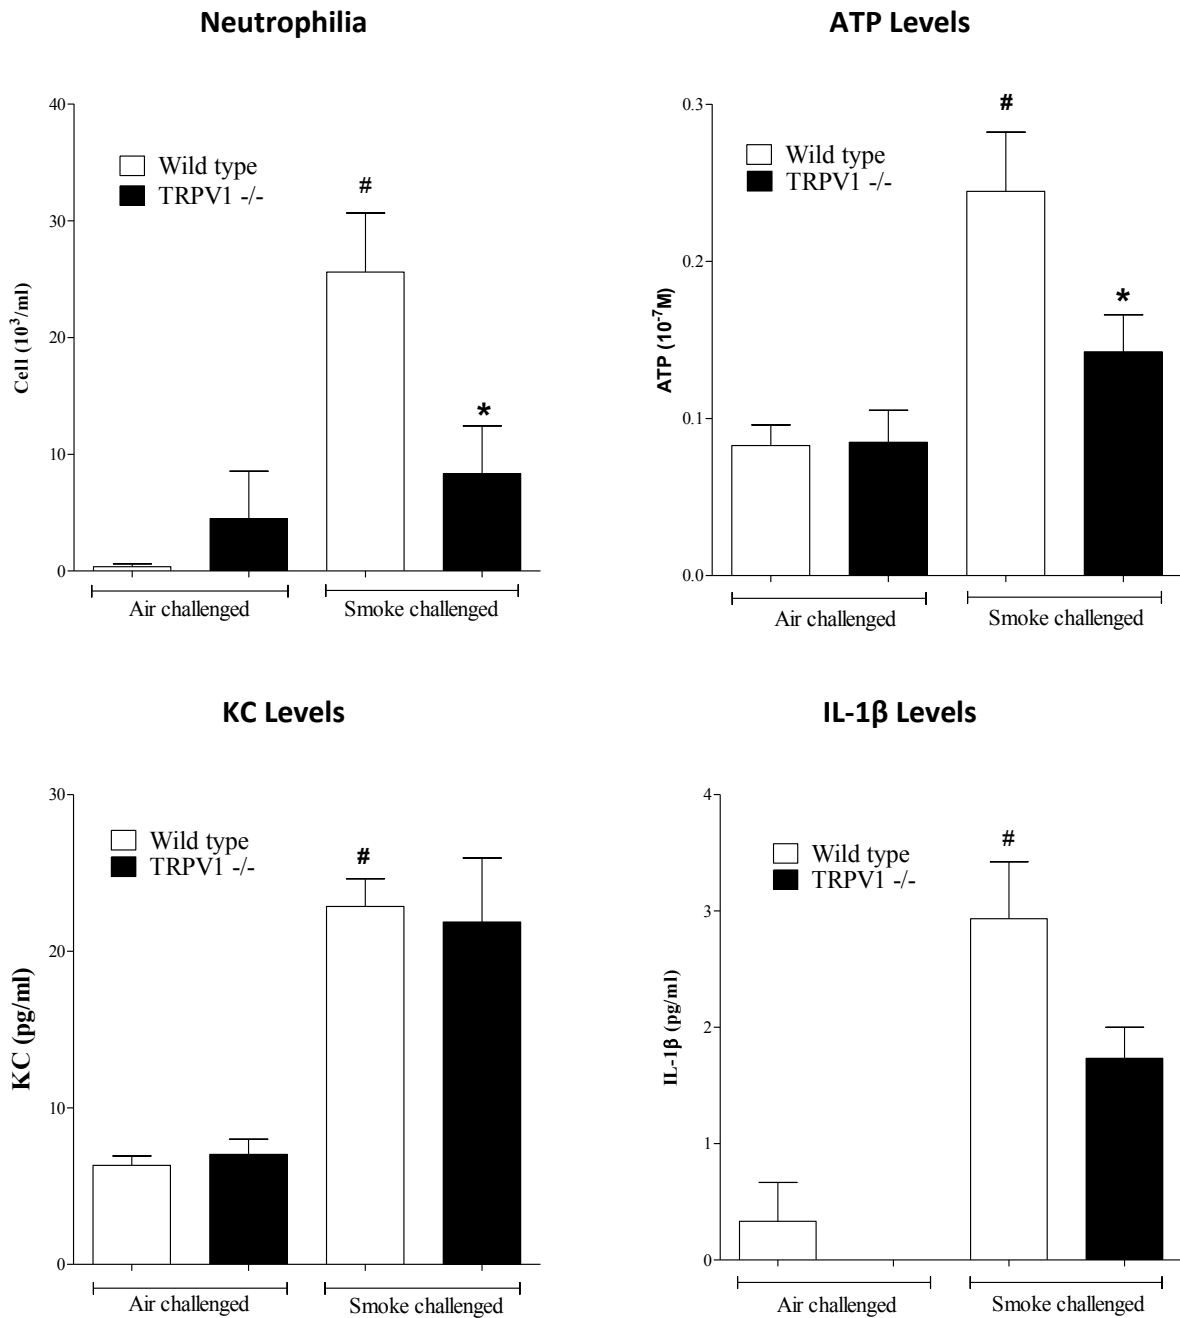 Neutrophilia
40
30
20
10
0
Cell (10³/ml)
Wild type
TRPV1 -/-
#
*
Air challenged
Smoke challenged
ATP Levels
0.3
0.2
0.1
0.0
ATP (10⁻⁷M)
Wild type
TRPV1 -/-
#
*
Air challenged
Smoke challenged
KC Levels
30
20
10
0
KC (pg/ml)
Wild type
TRPV1 -/-
#
Air challenged
Smoke challenged
IL-1β Levels
4
3
2
1
0
IL-1β (pg/ml)
Wild type
TRPV1 -/-
#
Air challenged
Smoke challenged